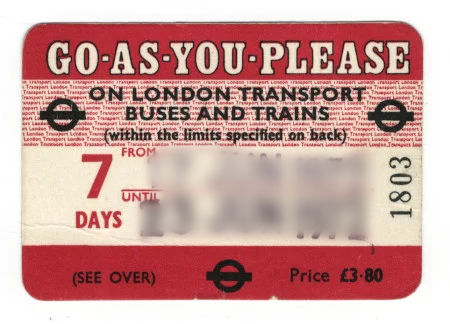 GO·AS·YOU·PLEASE
ON LONDON TRANSPORT
BUSES AND TRAINS
(within the limits specified on back)
7 DAYS
FROM
UNTIL
1803
(SEE OVER)
Price £3·80